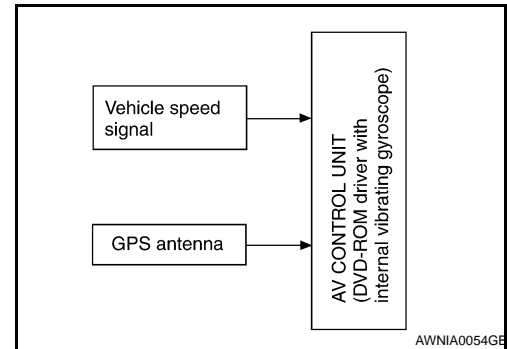 Vehicle speed
signal
GPS antenna
AV CONTROL UNIT
(DVD-ROM driver with
internal vibrating gyroscope)
AWNIA0054GB